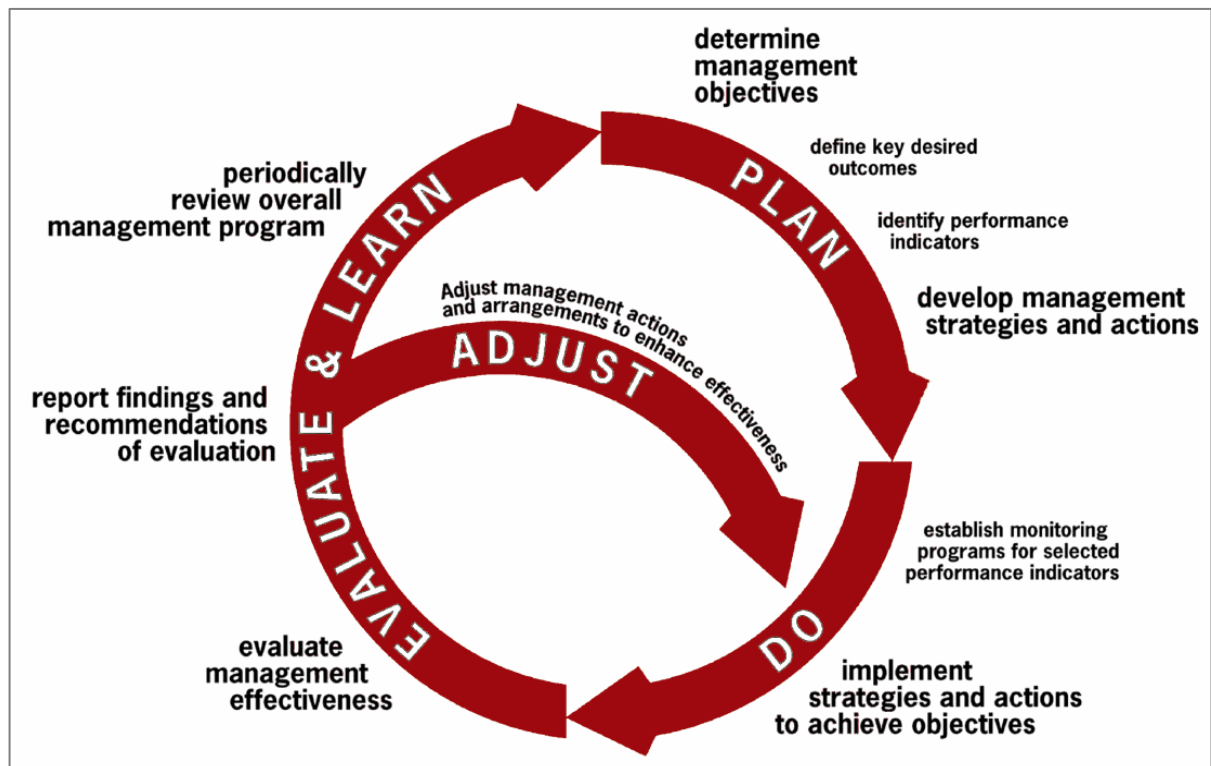 determine
management
objectives
define key desired
outcomes
PLAN
identify performance
indicators
develop management
strategies and actions
establish monitoring
programs for selected
performance indicators
DO
implement
strategies and actions
to achieve objectives
evaluate
management
effectiveness
EVALUATE & LEARN
report findings and
recommendations
of evaluation
periodically
review overall
management program
Adjust management actions
and arrangements to enhance effectiveness
ADJUST